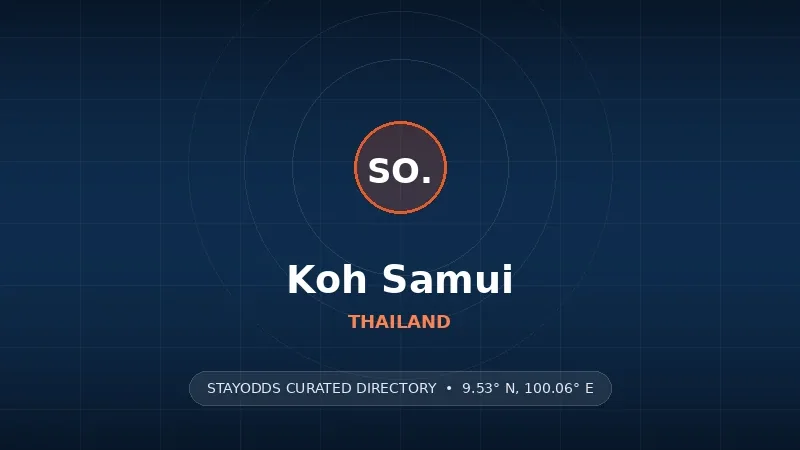 SO.
Koh Samui
THAILAND
STAYODDS CURATED DIRECTORY • 9.53° N, 100.06° E